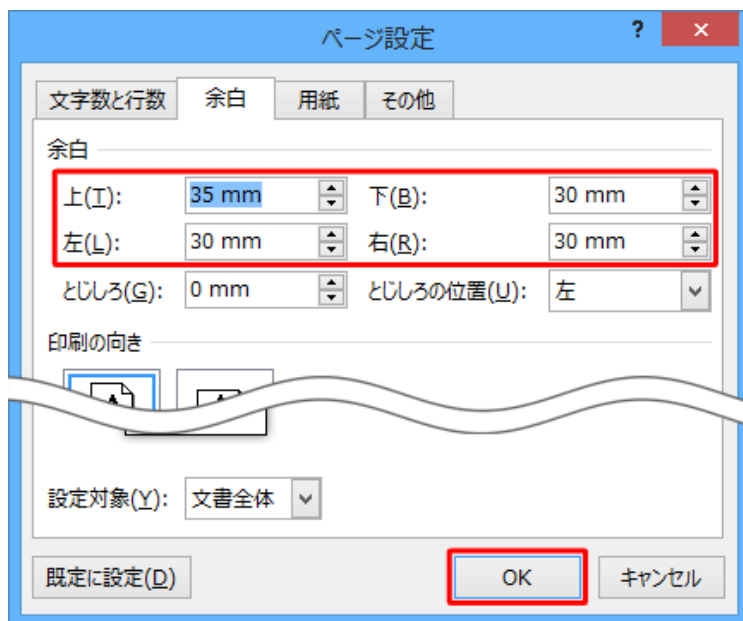 ページ設定 ? ×
文字数と行数 余白 用紙 その他
余白
上(T): 35 mm 下(B): 30 mm
左(L): 30 mm 右(R): 30 mm
とじしろ(G): 0 mm とじしろの位置(U): 左
印刷の向き
設定対象(Y): 文書全体
既定に設定(D) OK キャンセル